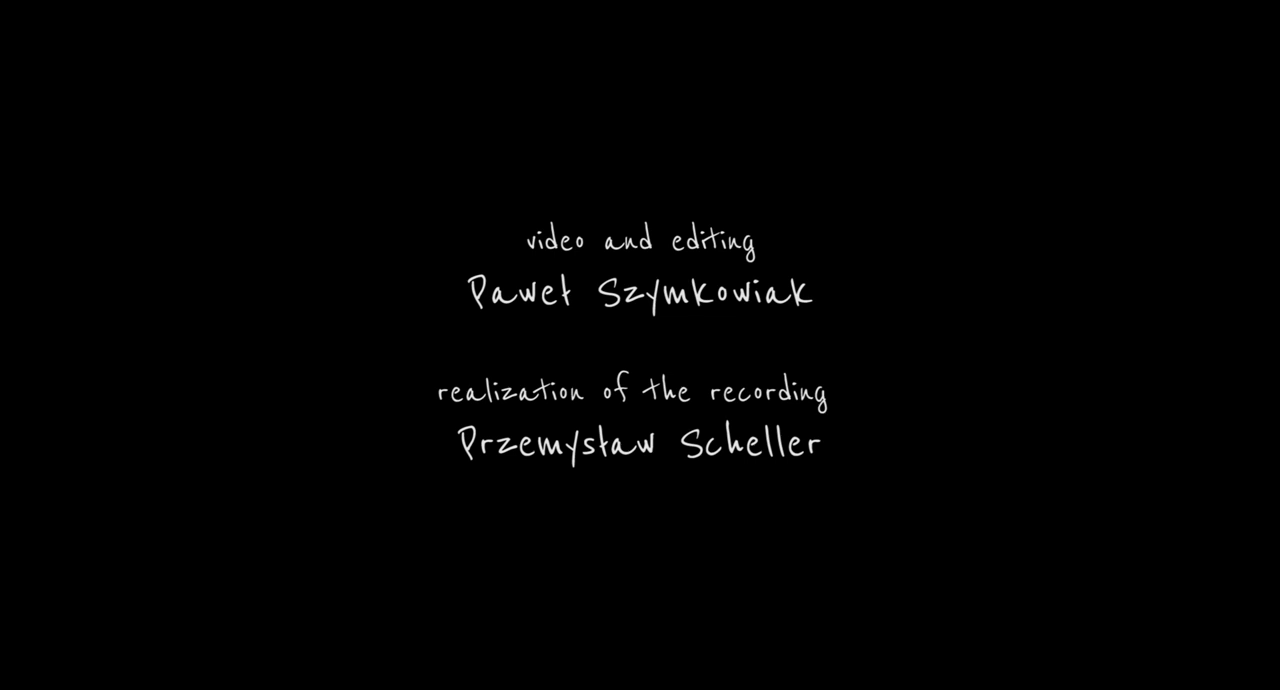 video and editing
Paweł Szymkowiak
realization of the recording
Przemysław Scheller